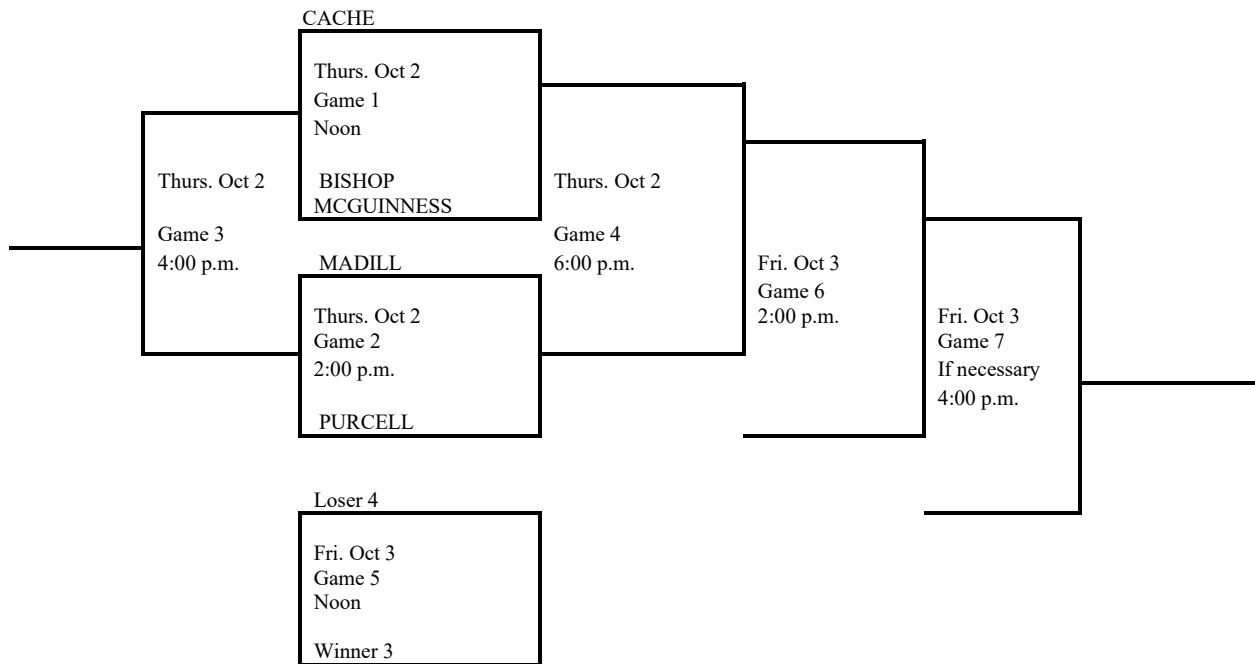 CACHE
Thurs. Oct 2
Game 1
Noon
BISHOP
MCGUINNESS
Thurs. Oct 2
Game 3
4:00 p.m.
Thurs. Oct 2
Game 4
6:00 p.m.
MADILL
Thurs. Oct 2
Game 2
2:00 p.m.
PURCELL
Fri. Oct 3
Game 6
2:00 p.m.
Fri. Oct 3
Game 7
If necessary
4:00 p.m.
Loser 4
Fri. Oct 3
Game 5
Noon
Winner 3